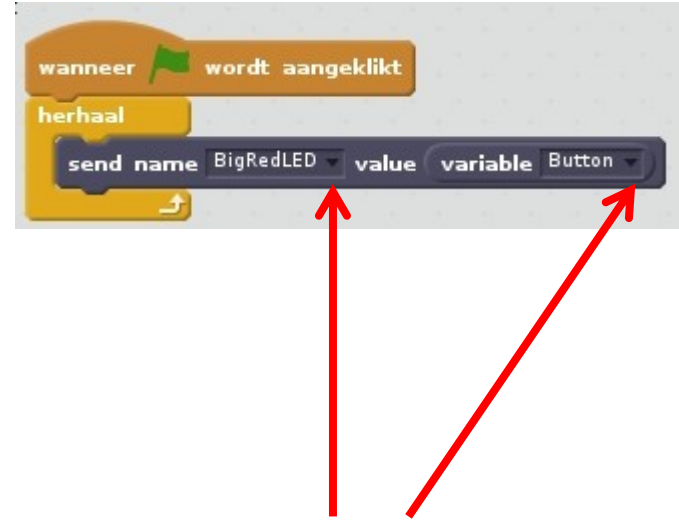 wanneer wordt aangeklikt
herhaal
send name BigRedLED value variable Button